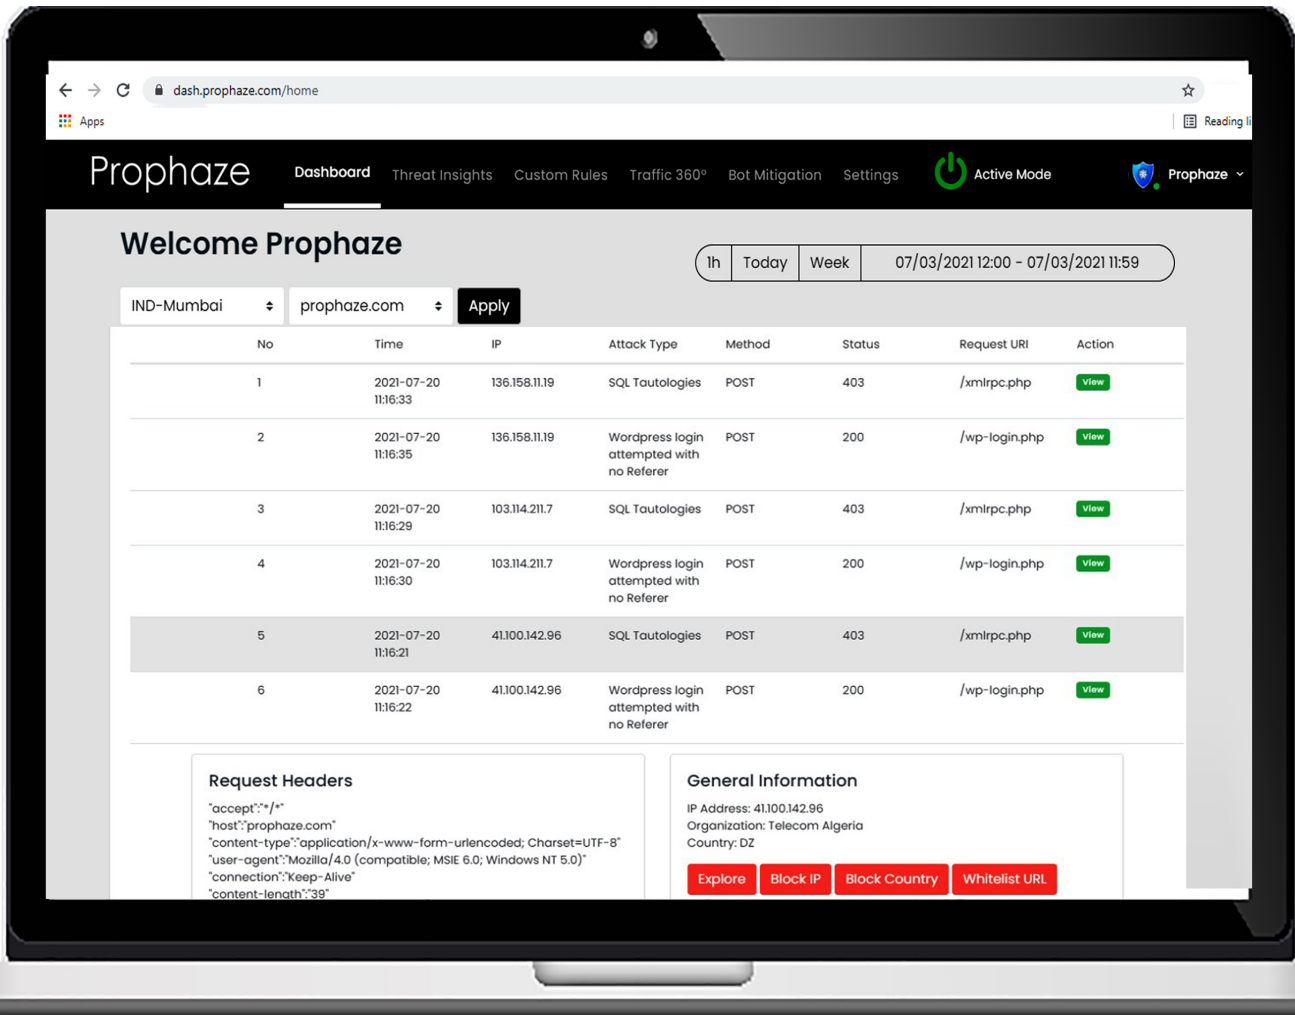 dash.prophaze.com/home
Apps
Reading li
Prophaze Dashboard Threat Insights Custom Rules Traffic 360° Bot Mitigation Settings Active Mode Prophaze
Welcome Prophaze
1h Today Week 07/03/2021 12:00 - 07/03/2021 11:59
IND-Mumbai prophaze.com Apply
No Time IP Attack Type Method Status Request URI Action
1 2021-07-20 136.158.11.19 SQL Tautologies POST 403 /xmlrpc.php View
11:16:33
2 2021-07-20 136.158.11.19 Wordpress login POST 200 /wp-login.php View
11:16:35 attempted with
no Referer
3 2021-07-20 103.114.211.7 SQL Tautologies POST 403 /xmlrpc.php View
11:16:29
4 2021-07-20 103.114.211.7 Wordpress login POST 200 /wp-login.php View
11:16:30 attempted with
no Referer
5 2021-07-20 41.100.142.96 SQL Tautologies POST 403 /xmlrpc.php View
11:16:21
6 2021-07-20 41.100.142.96 Wordpress login POST 200 /wp-login.php View
11:16:22 attempted with
no Referer
Request Headers
"accept":"*/*"
"host":"prophaze.com"
"content-type":"application/x-www-form-urlencoded; Charset=UTF-8"
"user-agent":"Mozilla/4.0 (compatible; MSIE 6.0; Windows NT 5.0)"
"connection":"Keep-Alive"
"content-length":"39"
General Information
IP Address: 41.100.142.96
Organization: Telecom Algeria
Country: DZ
Explore Block IP Block Country Whitelist URL